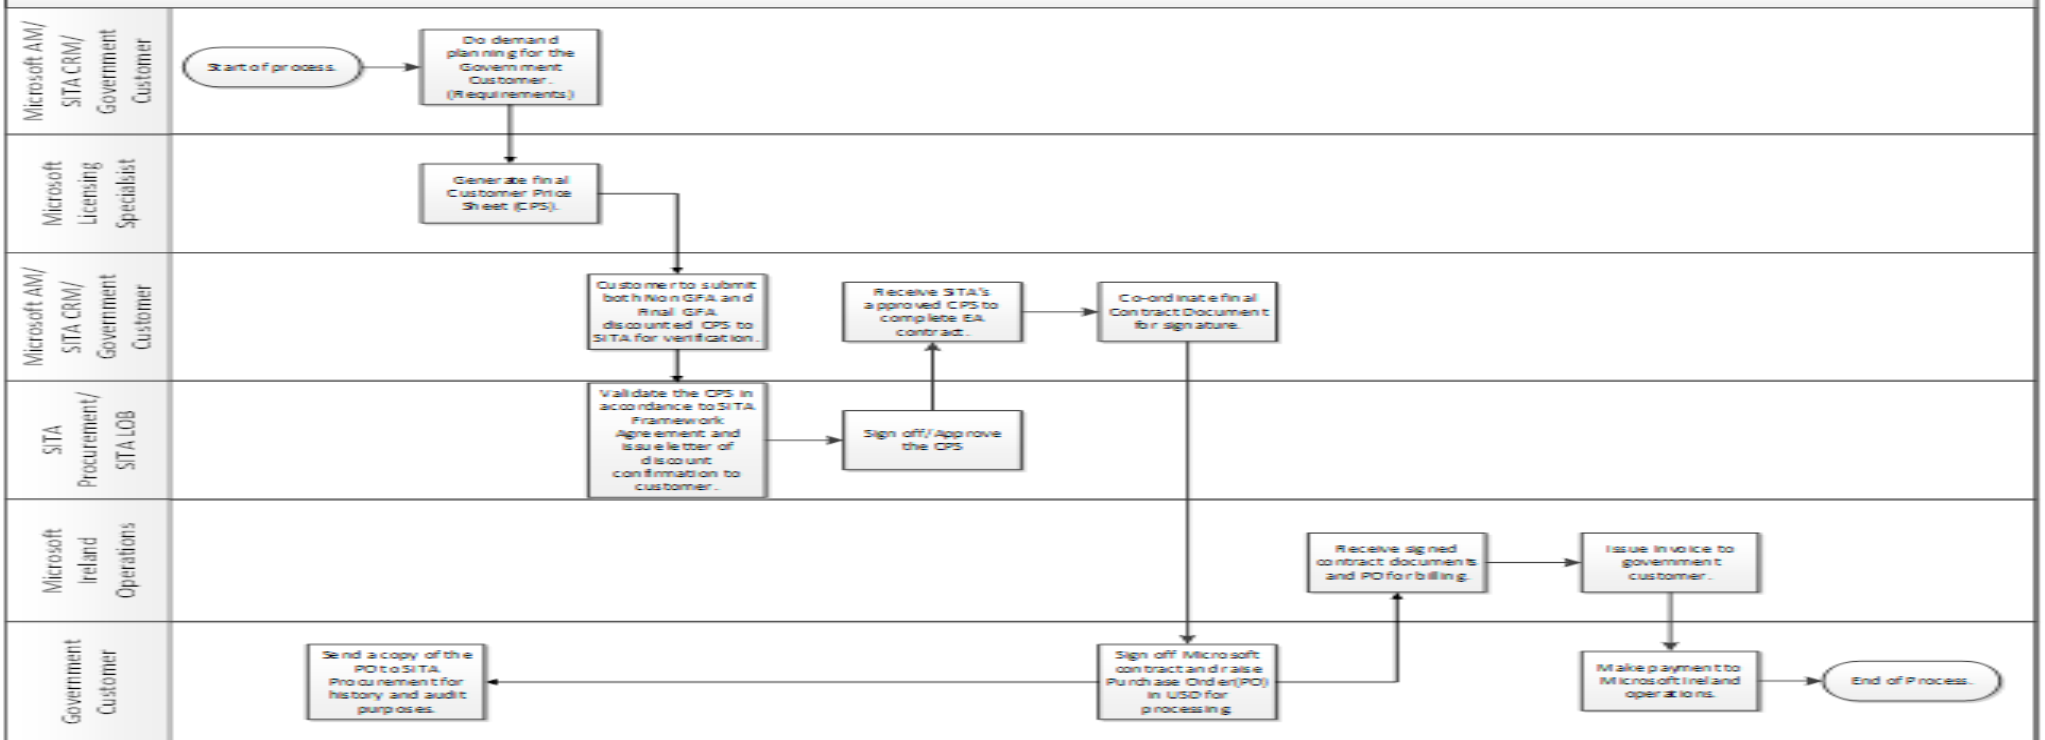 Microsoft AM/
SITA CRM/
Government
Customer
Start of process.
Do demand
planning for the
Government
Customer.
(Requirements)
Microsoft
Licensing
Specialsist
Generate final
Customer Price
Sheet (CPS).
Microsoft AM/
SITA CRM/
Government
Customer
Customer to submit
both Non GFA and
Final GFA
discounted CPS to
SITA for verification.
Receive SITA's
approved CPS to
complete EA
contract.
Co-ordinate final
Contract Document
for signature.
SITA
Procurement/
SITA LOB
Validate the CPS in
accordance to SITA
Framework
Agreement and
issue letter of
discount
confirmation to
customer.
Sign off/Approve
the CPS
Microsoft
Ireland
Operations
Receive signed
contract documents
and PO for billing.
Issue Invoice to
government
customer.
Government
Customer
Send a copy of the
PO to SITA
Procurement for
history and audit
purposes.
Sign off Microsoft
contract and raise
Purchase Order(PO)
in USD for
processing
Make payment to
Microsoft Ireland
operations.
End of Process.